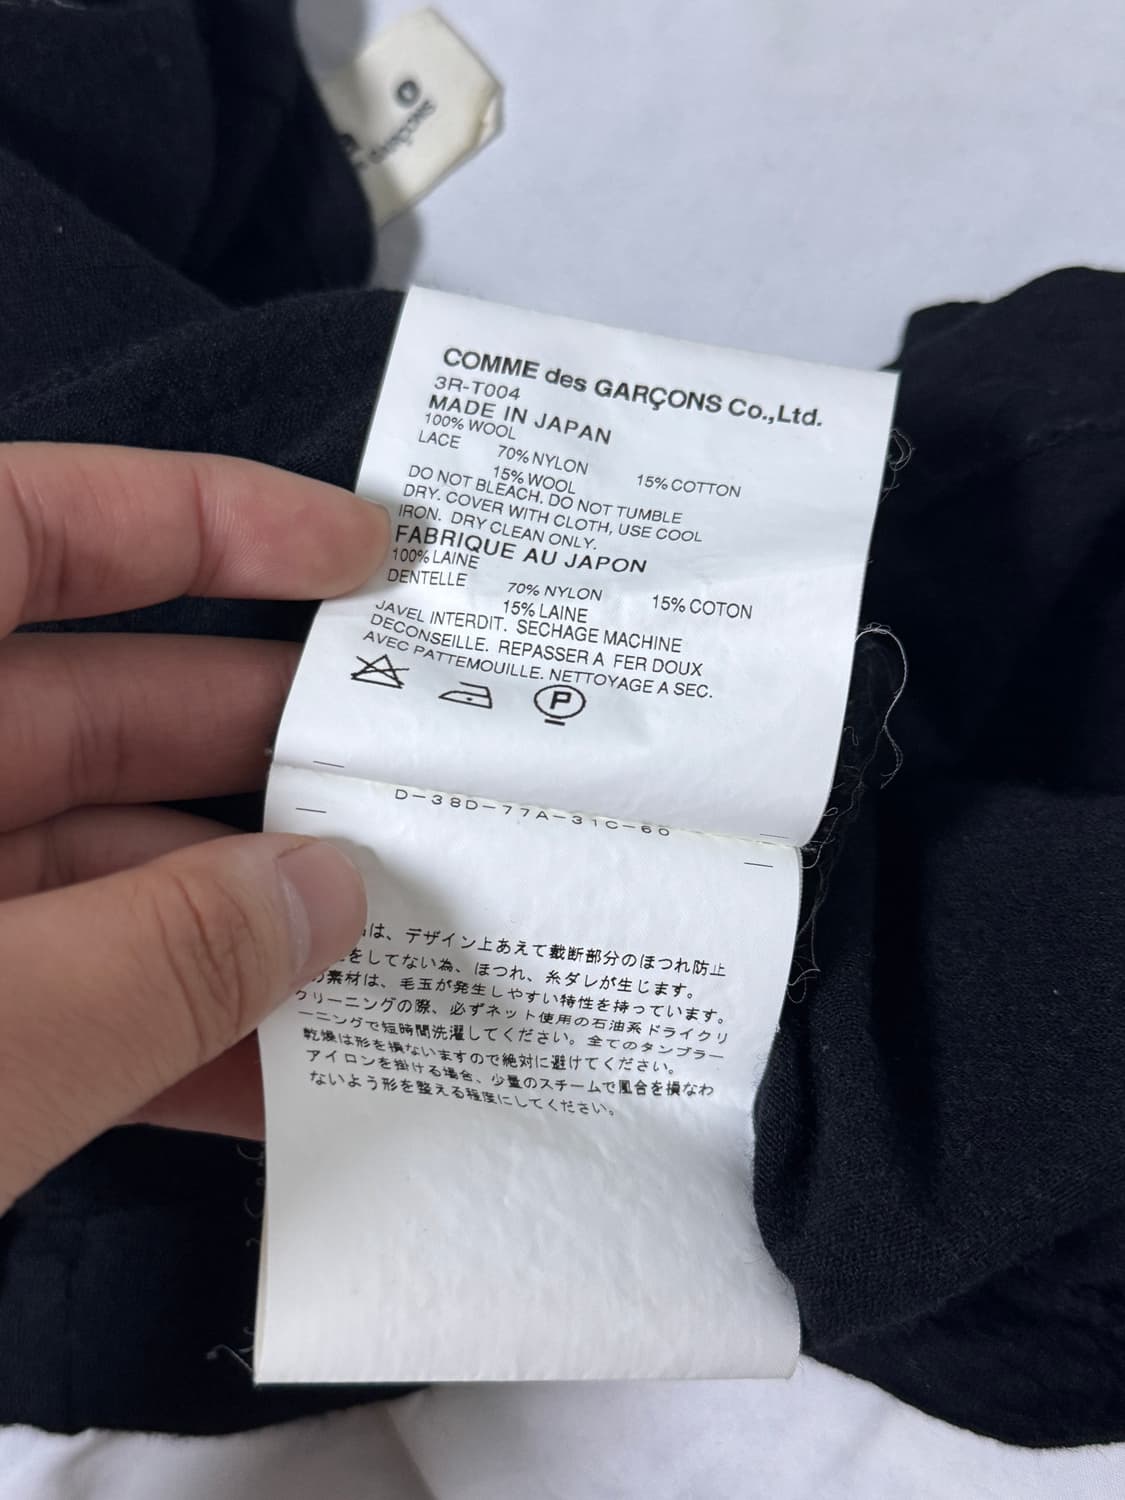 COMME des GARÇONS Co.,Ltd.
3R-T004
MADE IN JAPAN
100% WOOL
LACE 70% NYLON 15% COTTON
15% WOOL
DO NOT BLEACH. DO NOT TUMBLE
DRY. COVER WITH CLOTH, USE COOL
IRON. DRY CLEAN ONLY.
FABRIQUE AU JAPON
100% LAINE
DENTELLE 70% NYLON 15% COTON
15% LAINE
JAVEL INTERDIT. SECHAGE MACHINE
DECONSEILLE. REPASSER A FER DOUX
AVEC PATTEMOUILLE. NETTOYAGE A SEC.
P
D-38D-77A-31C-60
は、デザイン上あえて裁断部分のほつれ防止
をしてない為、ほつれ、糸ダレが生じます。
素材は、毛玉が発生しやすい特性を持っています。
クリーニングの際、必ずネット使用の石油系ドライクリ
ーニングで短時間洗濯してください。全てのタンブラー
乾燥は形を損ないますので絶対に避けてください。
アイロンを掛ける場合、少量のスチームで風合を損なわ
ないよう形を整える程度にしてください。